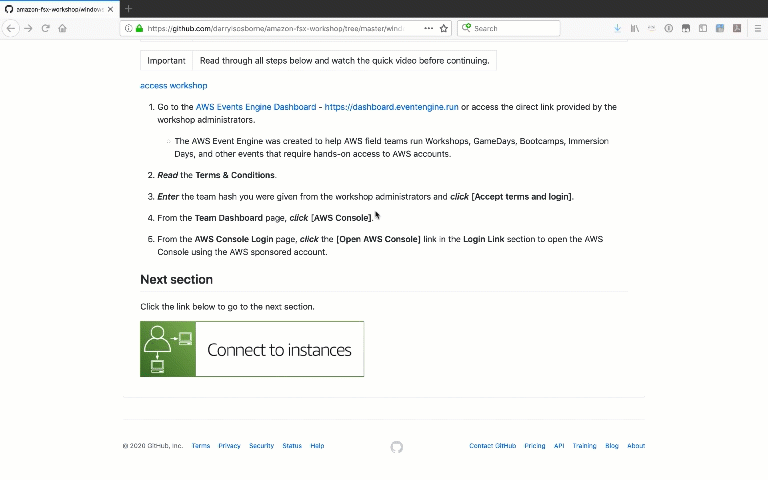 amazon-fsx-workshop/windows
https://github.com/darrylsosborne/amazon-fsx-workshop/tree/master/wind
Search
Important Read through all steps below and watch the quick video before continuing.
access workshop
1. Go to the AWS Events Engine Dashboard - https://dashboard.eventengine.run or access the direct link provided by the
workshop administrators.
The AWS Event Engine was created to help AWS field teams run Workshops, GameDays, Bootcamps, Immersion
Days, and other events that require hands-on access to AWS accounts.
2. Read the Terms & Conditions.
3. Enter the team hash you were given from the workshop administrators and click [Accept terms and login].
4. From the Team Dashboard page, click [AWS Console].
5. From the AWS Console Login page, click the [Open AWS Console] link in the Login Link section to open the AWS
Console using the AWS sponsored account.
Next section
Click the link below to go to the next section.
Connect to instances
© 2020 GitHub, Inc. Terms Privacy Security Status Help Contact GitHub Pricing API Training Blog About